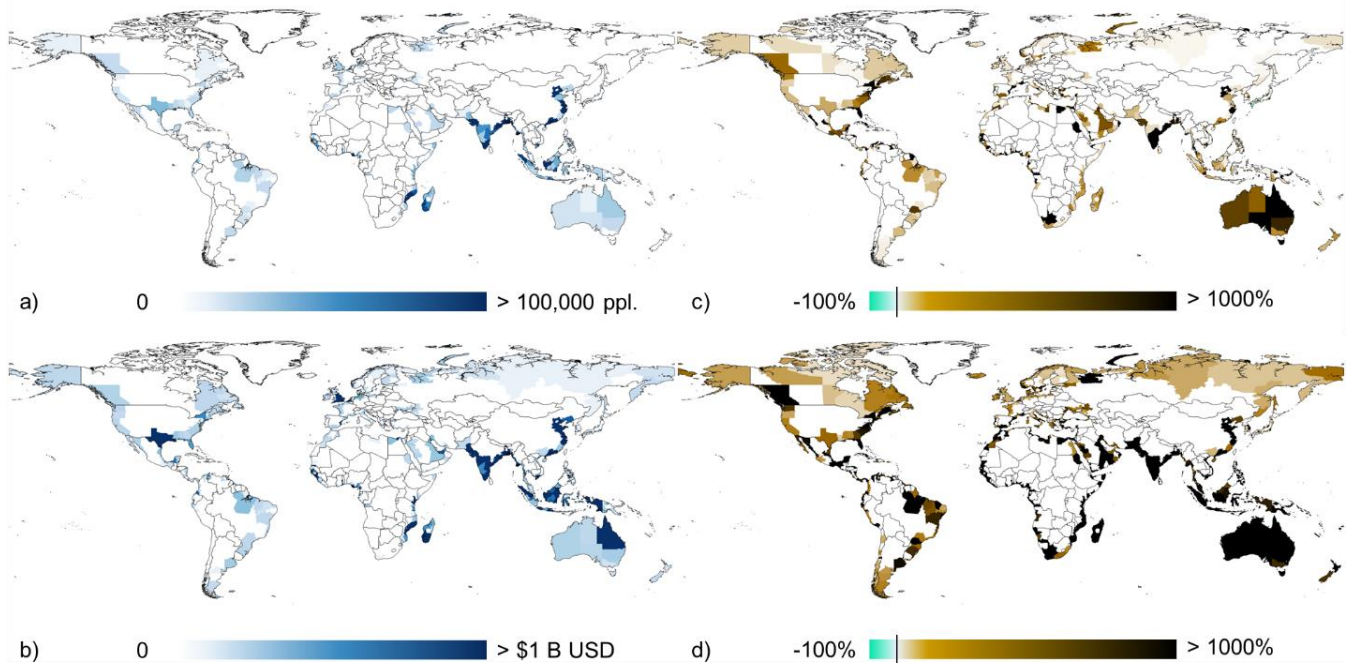 a) 0 > 100,000 ppl.
c) -100% > 1000%
b) 0 > $1 B USD
d) -100% > 1000%